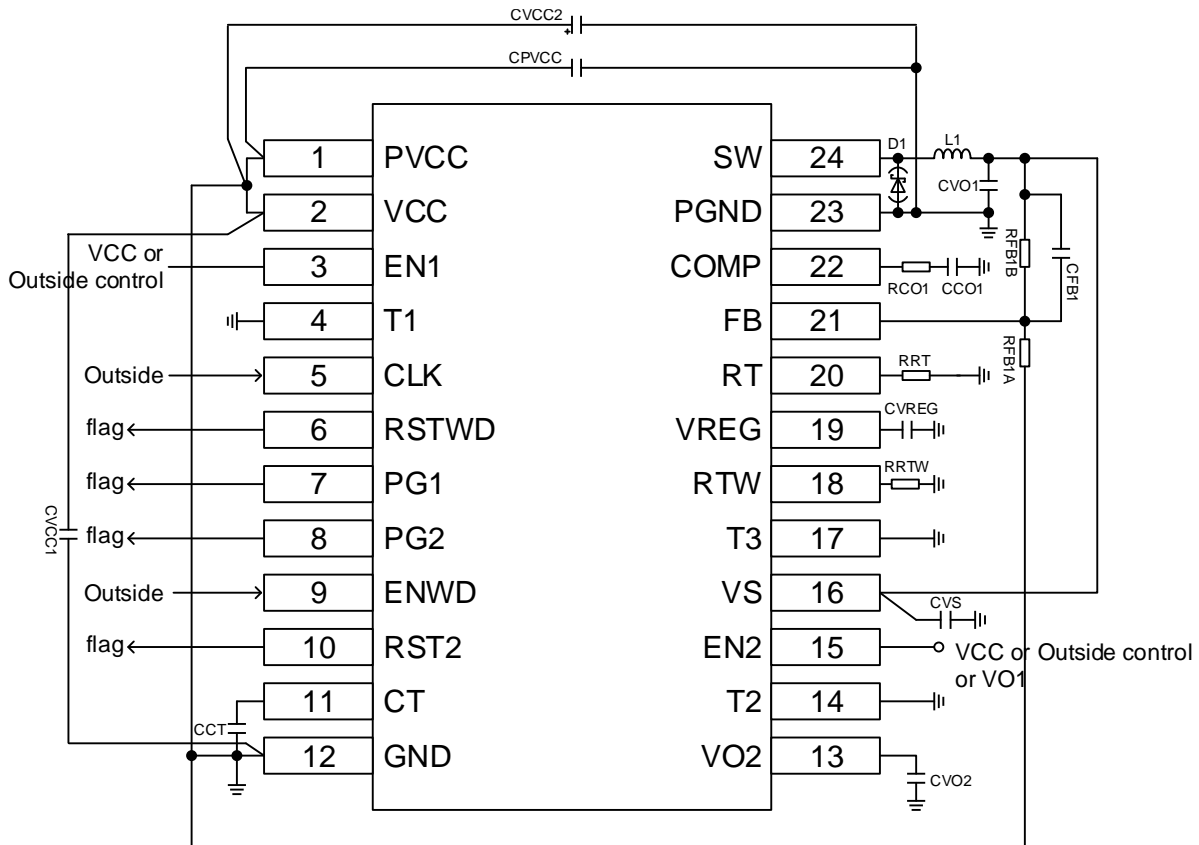 CVCC2
CPVCC
1 PVCC
2 VCC
VCC or
Outside control
3 EN1
4 T1
Outside
5 CLK
flag
6 RSTWD
flag
7 PG1
flag
8 PG2
CVCC1
Outside
9 ENWD
flag
10 RST2
11 CT
CCT
12 GND
SW 24
D1
L1
CVO1
PGND 23
RFB1B
CFB1
COMP 22
RCO1
CCO1
FB 21
RFB1A
RT 20
RRT
VREG 19
CVREG
RTW 18
RRTW
T3 17
VS 16
CVS
EN2 15
VCC or Outside control
or VO1
T2 14
VO2 13
CVO2